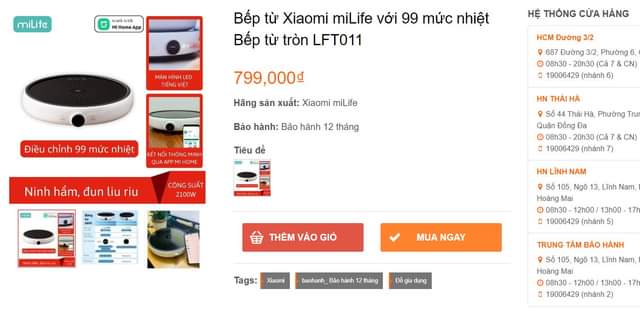 miLife
Mi Home App
MÀN HÌNH LED
TIẾNG VIỆT
Điều chỉnh 99 mức nhiệt
KẾT NỐI THÔNG MINH
QUA APP MI HOME
Ninh hầm, đun liu riu
CÔNG SUẤT
2100W
Bếp từ Xiaomi miLife với 99 mức nhiệt
Bếp từ tròn LFT011
799,000₫
Hãng sản xuất: Xiaomi miLife
Bảo hành: Bảo hành 12 tháng
Tiêu đề
THÊM VÀO GIỎ
MUA NGAY
Tags: Xiaomi baohanh_ Bảo hành 12 tháng Đồ gia dụng
HỆ THỐNG CỬA HÀNG
HCM Đường 3/2
687 Đường 3/2, Phường 6,
08h30 - 20h30 (Cả 7 & CN)
19006429 (nhánh 6)
HN THÁI HÀ
Số 44 Thái Hà, Phường
Quận Đống Đa
08h30 - 20h30 (Cả 7 & CN)
19006429 (nhánh 7)
HN LĨNH NAM
Số 105, Ngõ 13, Lĩnh Nam
Hoàng Mai
08h30 - 12h00 / 13h00 - 17h
19006429 (nhánh 5)
TRUNG TÂM BẢO HÀNH
Số 105, Ngõ 13, Lĩnh Nam
Hoàng Mai
08h30 - 12h00 / 13h00 - 17h
19006429 (nhánh 2)